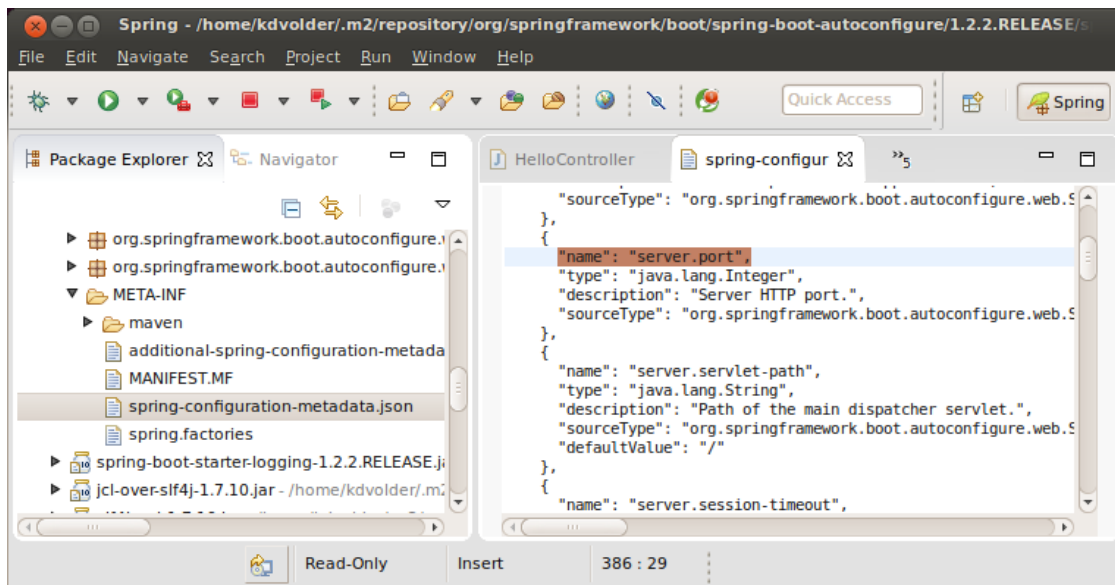 Spring - /home/kdvolder/.m2/repository/org/springframework/boot/spring-boot-autoconfigure/1.2.2.RELEASE/s
File Edit Navigate Search Project Run Window Help
Quick Access
Spring
Package Explorer
Navigator
HelloController
spring-configur
»5
org.springframework.boot.autoconfigure.
org.springframework.boot.autoconfigure.
META-INF
maven
additional-spring-configuration-metada
MANIFEST.MF
spring-configuration-metadata.json
spring.factories
spring-boot-starter-logging-1.2.2.RELEASE.ja
jcl-over-slf4j-1.7.10.jar - /home/kdvolder/.m2
"sourceType": "org.springframework.boot.autoconfigure.web.S
},
{
"name": "server.port",
"type": "java.lang.Integer",
"description": "Server HTTP port.",
"sourceType": "org.springframework.boot.autoconfigure.web.S
},
{
"name": "server.servlet-path",
"type": "java.lang.String",
"description": "Path of the main dispatcher servlet.",
"sourceType": "org.springframework.boot.autoconfigure.web.S
"defaultValue": "/"
},
{
"name": "server.session-timeout",
Read-Only
Insert
386 : 29